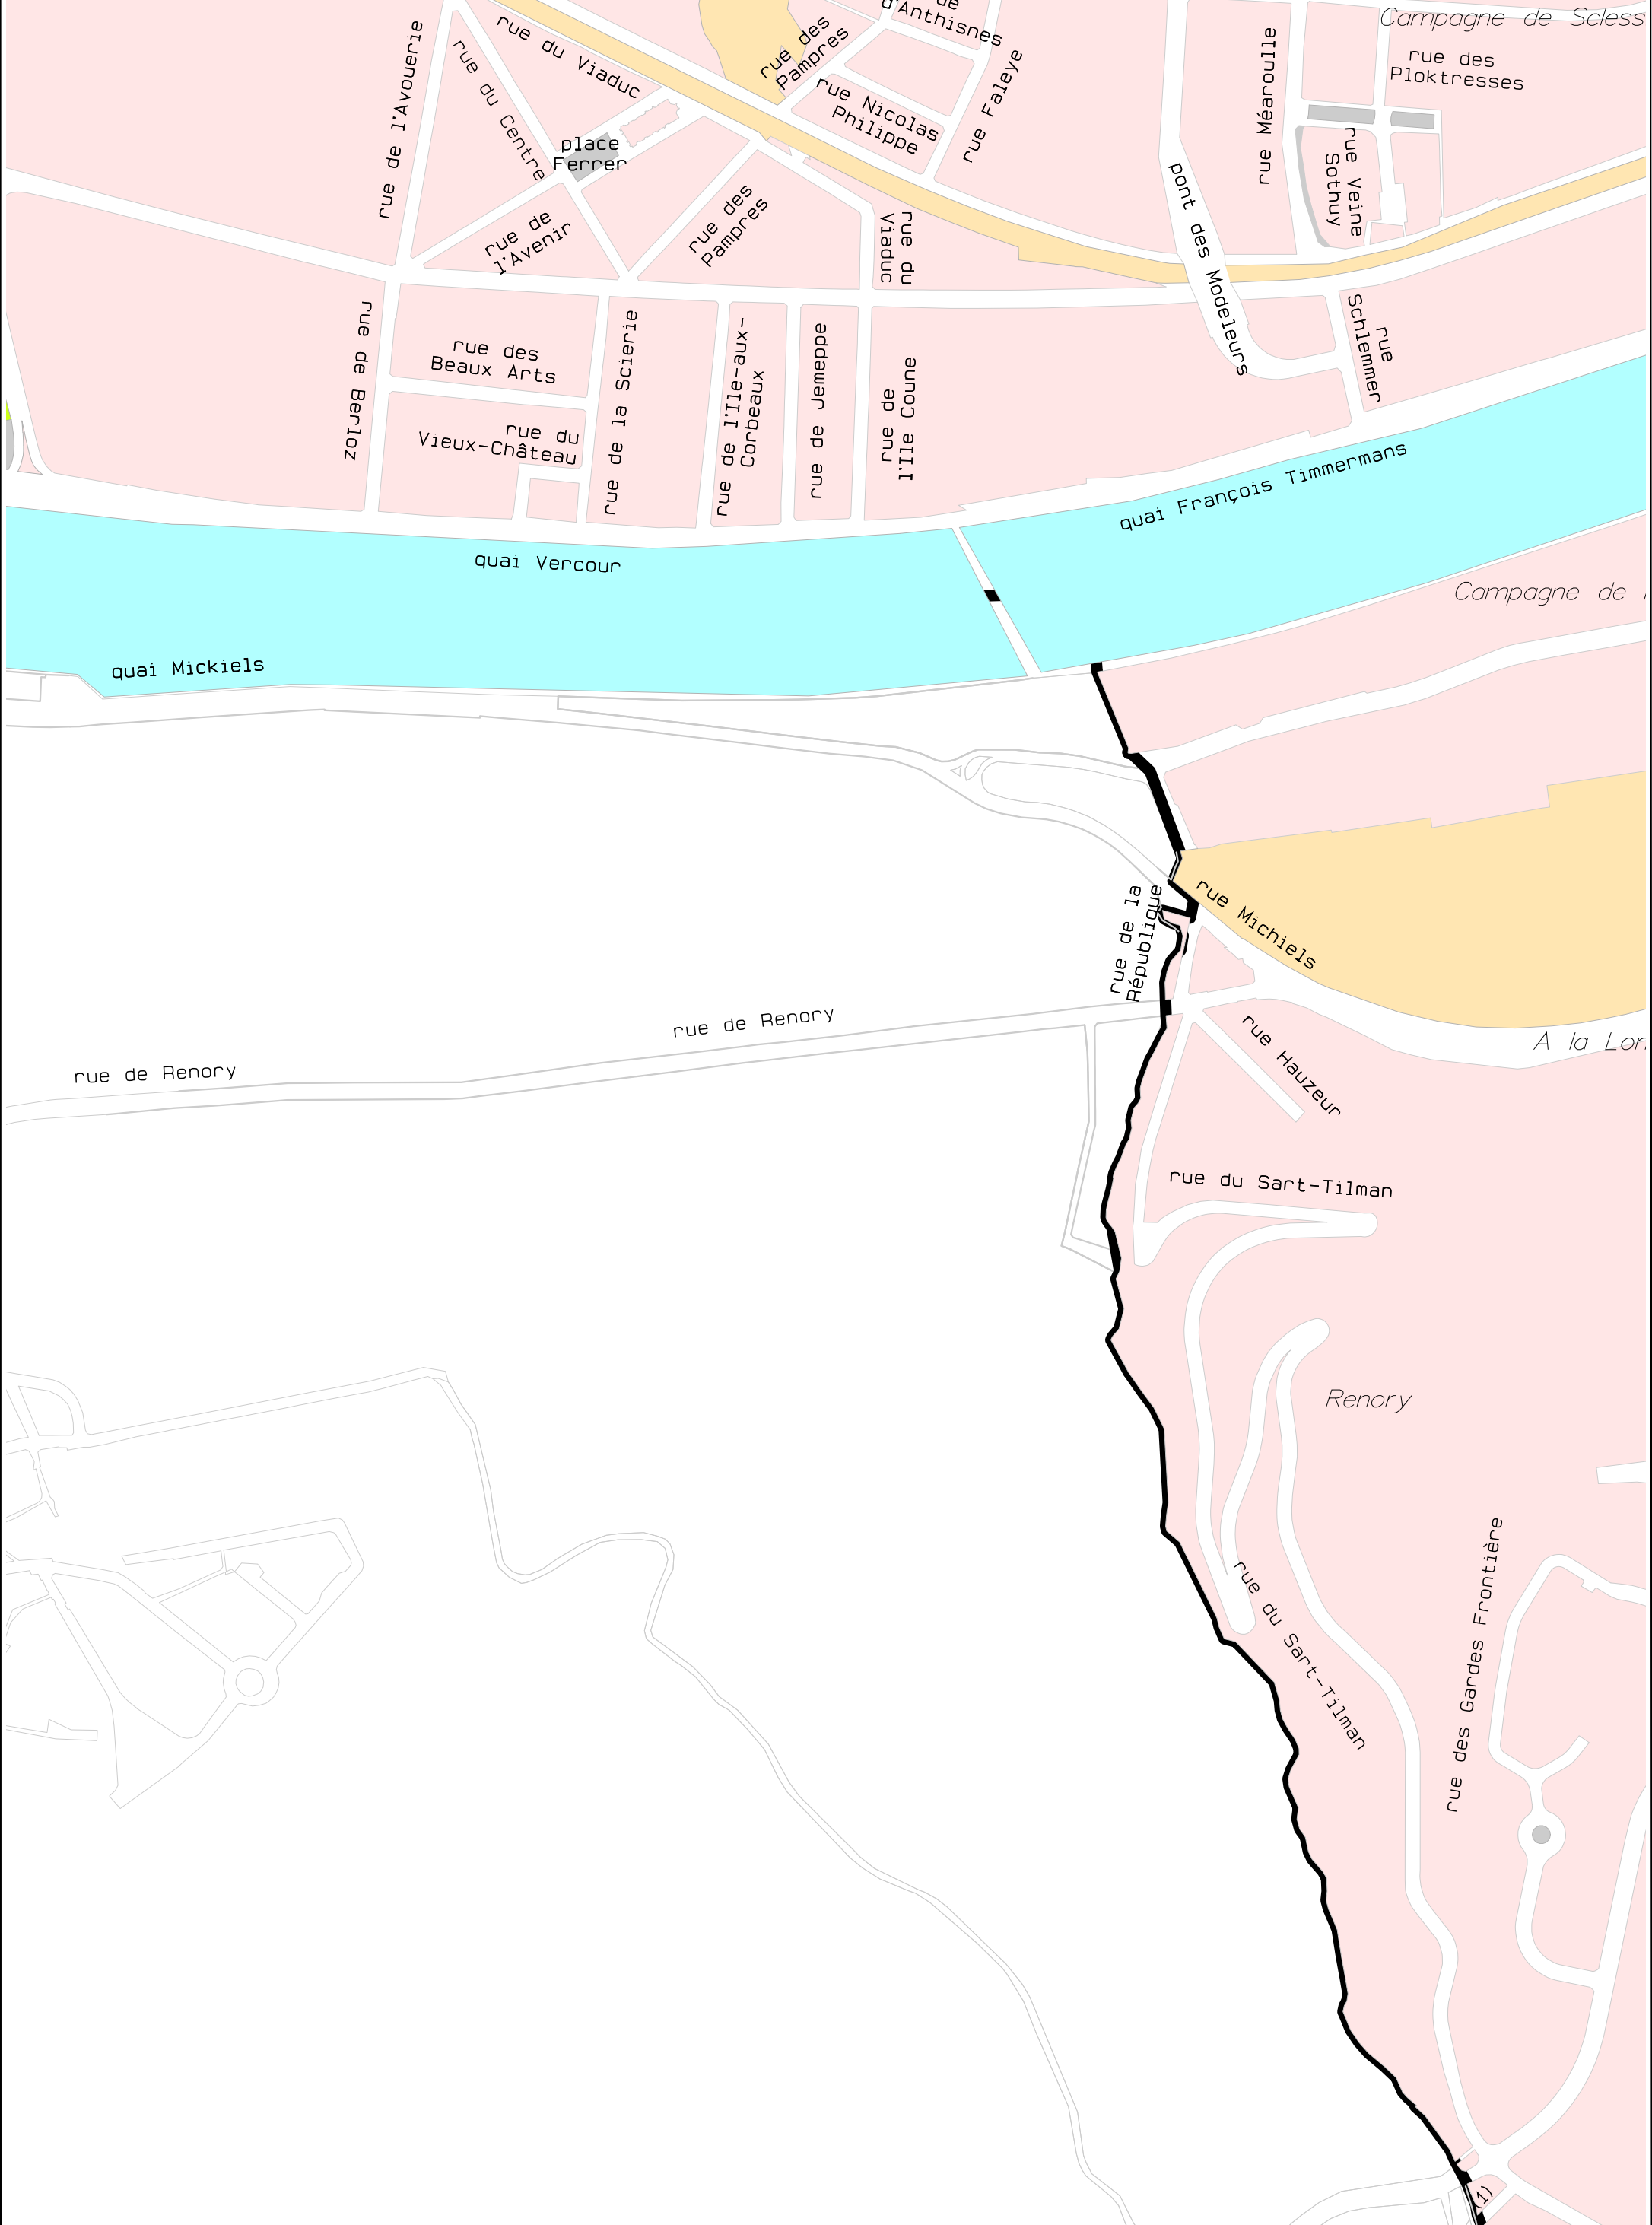 d'Anthisnes
Campagne de Scless
rue du Viaduc
rue des
Pampres
rue de l'Avouerie
rue du Centre
rue Nicolas
Philippe
rue Faleye
rue Méaroulle
rue des
Ploktresses
place
Ferrer
rue Veine
Sothuy
pont des Modeleurs
rue de
l'Avenir
rue des
Pampres
rue du
Viaduc
rue de Berloz
rue des
Beaux Arts
rue de la Scierie
rue de l'Ile-aux-
Corbeaux
rue de Jemeppe
rue de
l'Ile Coune
rue
Schlemmer
rue du
Vieux-Château
quai François Timmermans
quai Vercour
Campagne de
quai Mickiels
rue Michiels
rue de la
République
rue de Renory
rue de Renory
rue Hauzeur
A la Lor
rue du Sart-Tilman
Renory
rue du Sart-Tilman
rue des Gardes Frontière
(1)